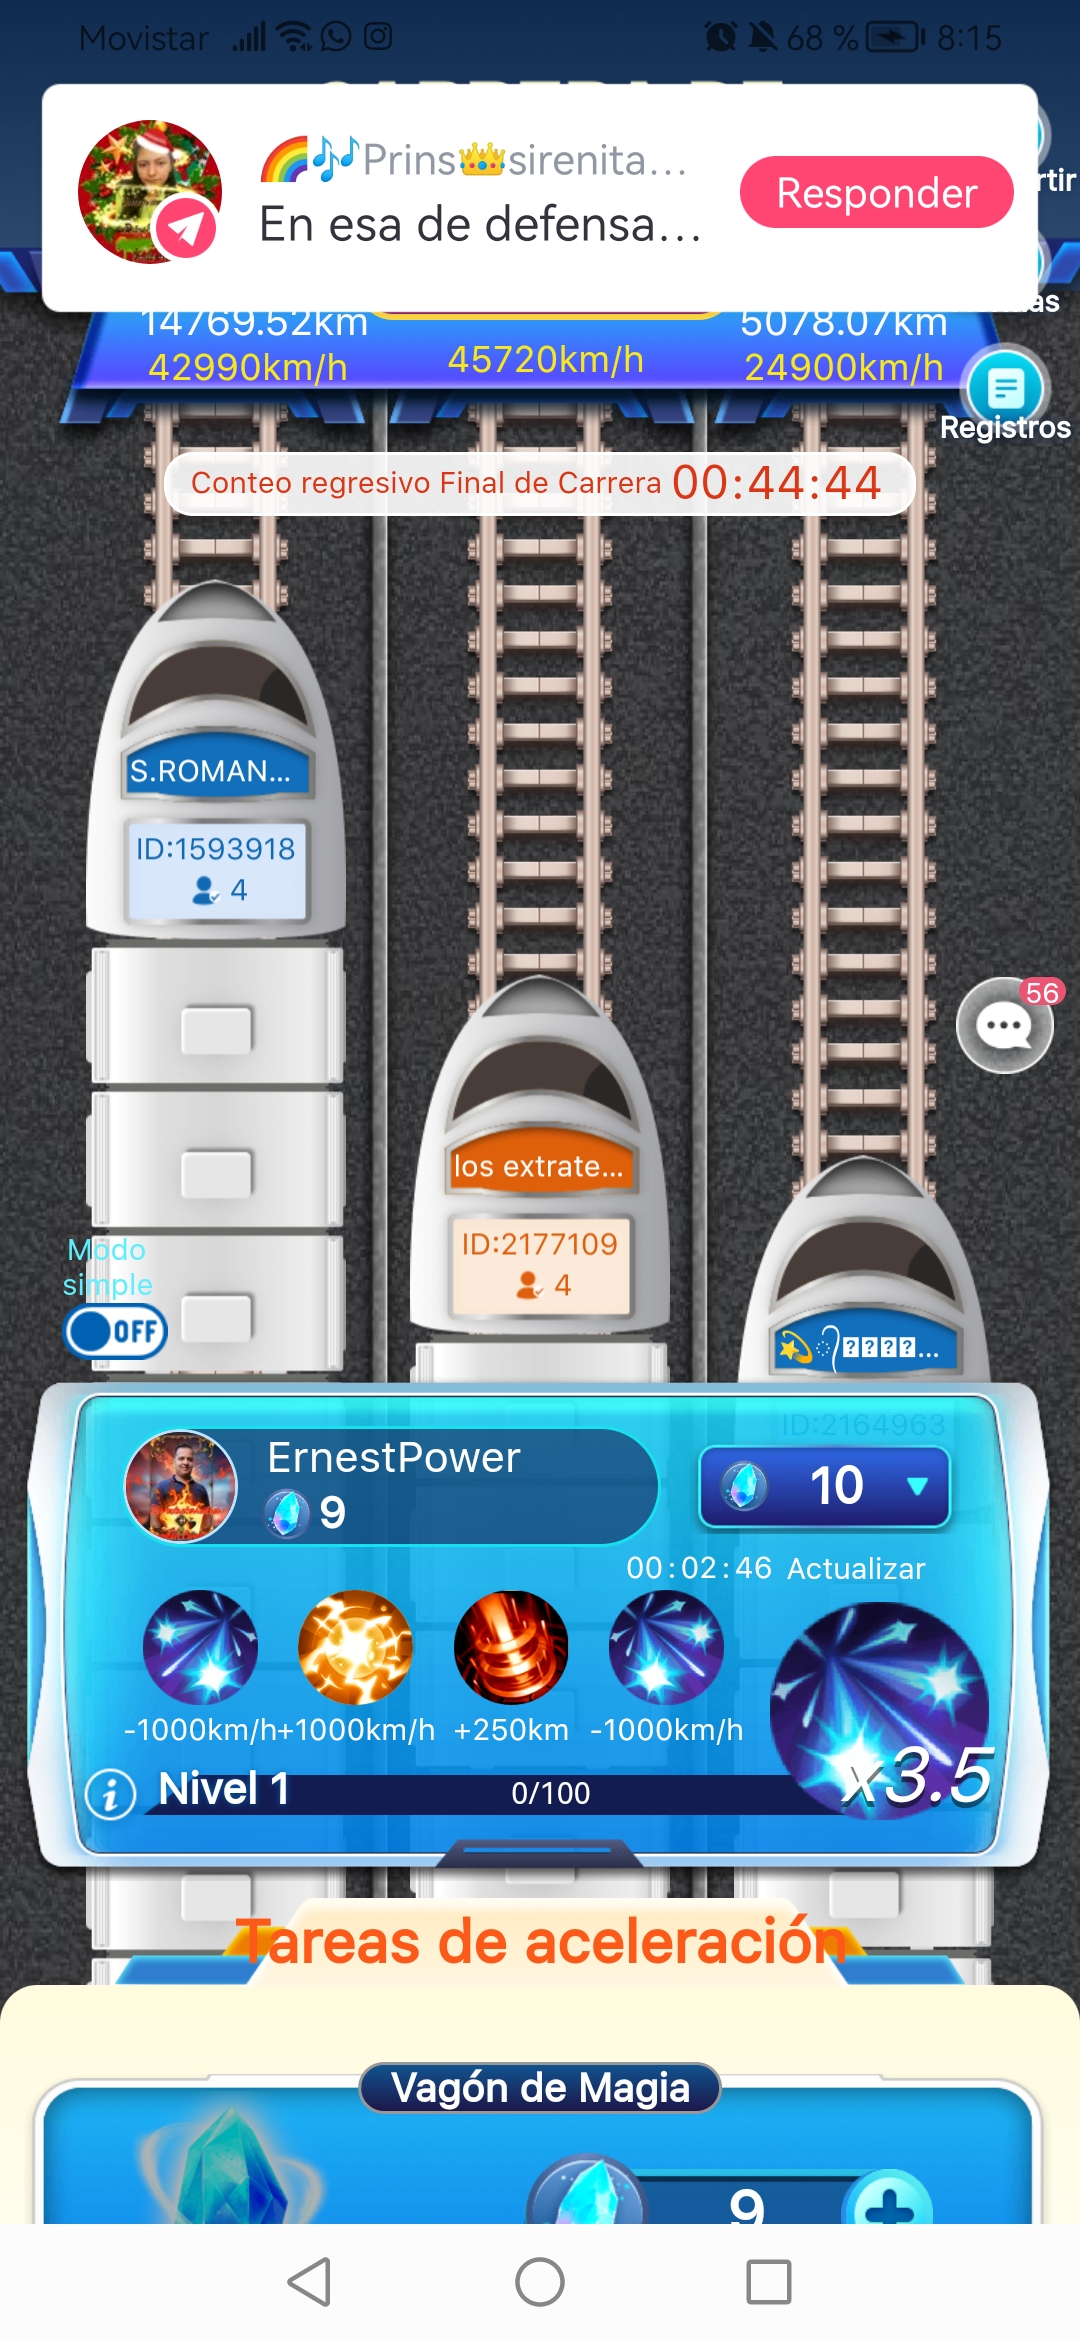 Movistar 68 % 8:15
🌈🎶Prins👑sirenita...
En esa de defensa...
Responder
rtir
as
14769.52km
5078.07km
42990km/h
45720km/h
24900km/h
Registros
Conteo regresivo Final de Carrera 00:44:44
S.ROMAN...
ID:1593918
4
56
los extrate...
ID:2177109
4
Modo
simple
OFF
ID:2164963
ErnestPower
9
10
00:02:46 Actualizar
-1000km/h
+1000km/h
+250km
-1000km/h
x3.5
Nivel 1
0/100
Tareas de aceleración
Vagón de Magia
9